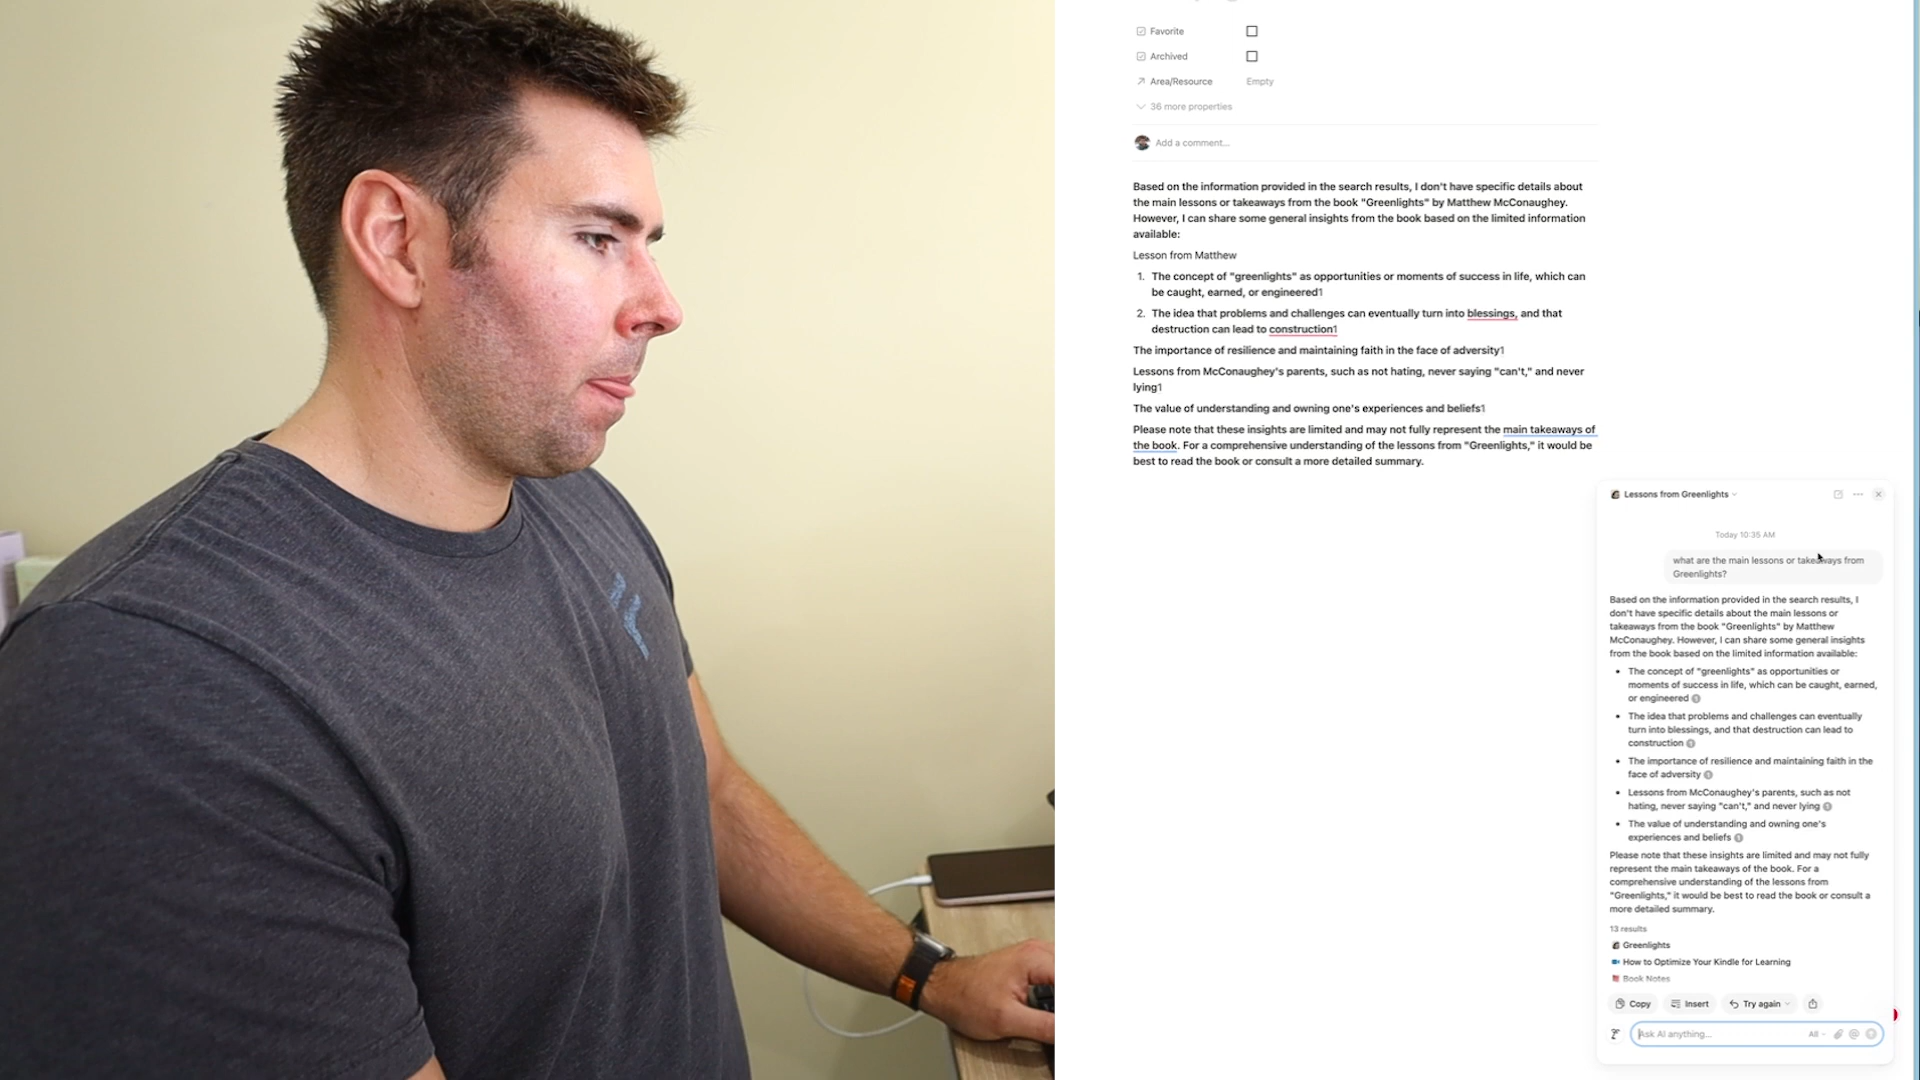 Favorite
Archived
Area/Resource Empty
36 more properties
Add a comment...
Based on the information provided in the search results, I don't have specific details about
the main lessons or takeaways from the book "Greenlights" by Matthew McConaughey.
However, I can share some general insights from the book based on the limited information
available:
Lesson from Matthew
1. The concept of "greenlights" as opportunities or moments of success in life, which can
be caught, earned, or engineered1
2. The idea that problems and challenges can eventually turn into blessings, and that
destruction can lead to construction1
The importance of resilience and maintaining faith in the face of adversity1
Lessons from McConaughey's parents, such as not hating, never saying "can't," and never
lying1
The value of understanding and owning one's experiences and beliefs1
Please note that these insights are limited and may not fully represent the main takeaways of
the book. For a comprehensive understanding of the lessons from "Greenlights," it would be
best to read the book or consult a more detailed summary.
Lessons from Greenlights
Today 10:35 AM
what are the main lessons or takeaways from
Greenlights?
Based on the information provided in the search results, I
don't have specific details about the main lessons or
takeaways from the book "Greenlights" by Matthew
McConaughey. However, I can share some general insights
from the book based on the limited information available:
• The concept of "greenlights" as opportunities or
moments of success in life, which can be caught, earned,
or engineered 1
• The idea that problems and challenges can eventually
turn into blessings, and that destruction can lead to
construction 1
• The importance of resilience and maintaining faith in the
face of adversity 1
• Lessons from McConaughey's parents, such as not
hating, never saying "can't," and never lying 1
• The value of understanding and owning one's
experiences and beliefs 1
Please note that these insights are limited and may not fully
represent the main takeaways of the book. For a
comprehensive understanding of the lessons from
"Greenlights," it would be best to read the book or consult a
more detailed summary.
13 results
Greenlights
How to Optimize Your Kindle for Learning
Book Notes
Copy Insert Try again
Ask AI anything... All